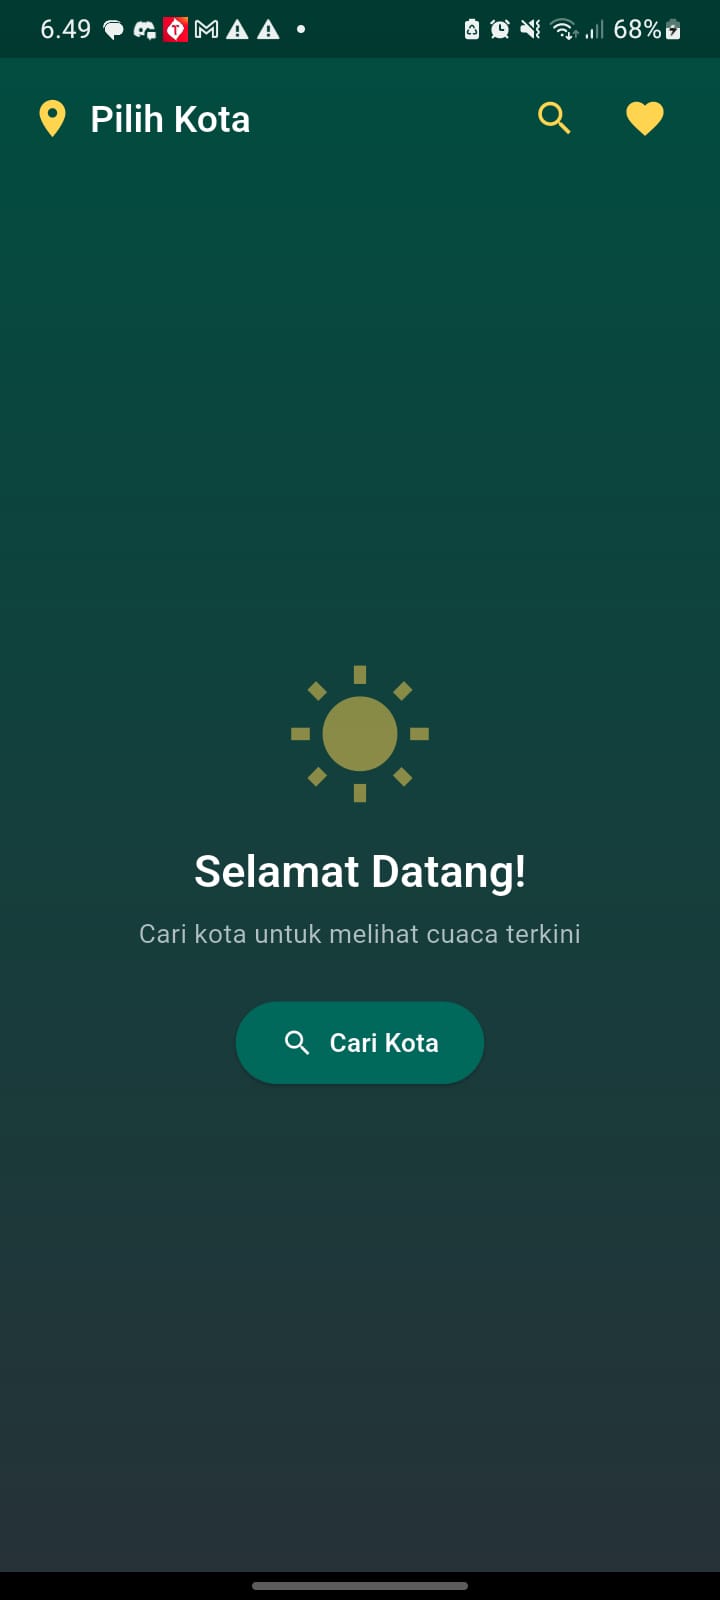 6.49 68%
Pilih Kota
Selamat Datang!
Cari kota untuk melihat cuaca terkini
Cari Kota